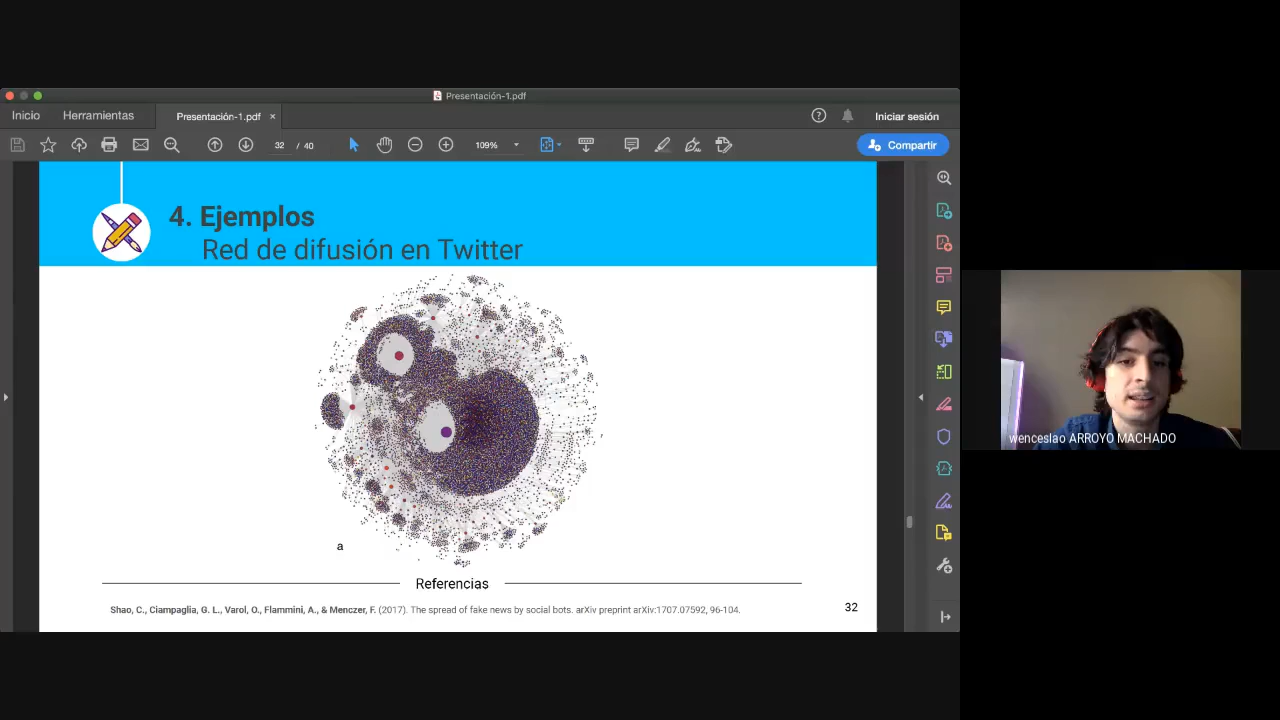 Presentación-1.pdf
Inicio
Herramientas
Presentación-1.pdf ×
Iniciar sesión
32 / 40
109%
Compartir
4. Ejemplos
Red de difusión en Twitter
a
Referencias
Shao, C., Ciampaglia, G. L., Varol, O., Flammini, A., & Menczer, F. (2017). The spread of fake news by social bots. arXiv preprint arXiv:1707.07592, 96-104.
32
wenceslao ARROYO MACHADO